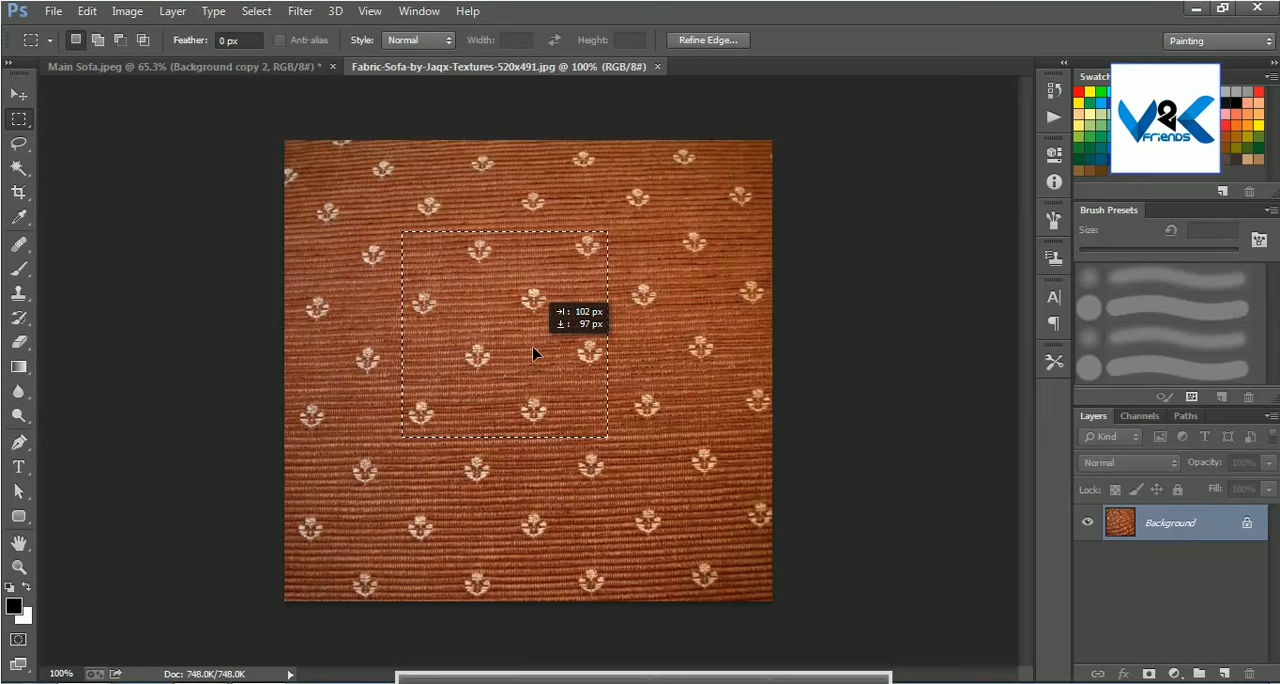 Ps File Edit Image Layer Type Select Filter 3D View Window Help
Feather: 0 px Anti-alias Style: Normal Width: Height: Refine Edge... Painting
Main Sofa.jpeg @ 65.3% (Background copy 2, RGB/8#) * × Fabric-Sofa-by-Jaqx-Textures-520x491.jpg @ 100% (RGB/8#) ×
V2K
Friends
Brush Presets
Size:
102 px
97 px
Layers Channels Paths
Kind
Normal Opacity: 100%
Lock: Fill: 100%
Background
100% Doc: 748.0K/748.0K